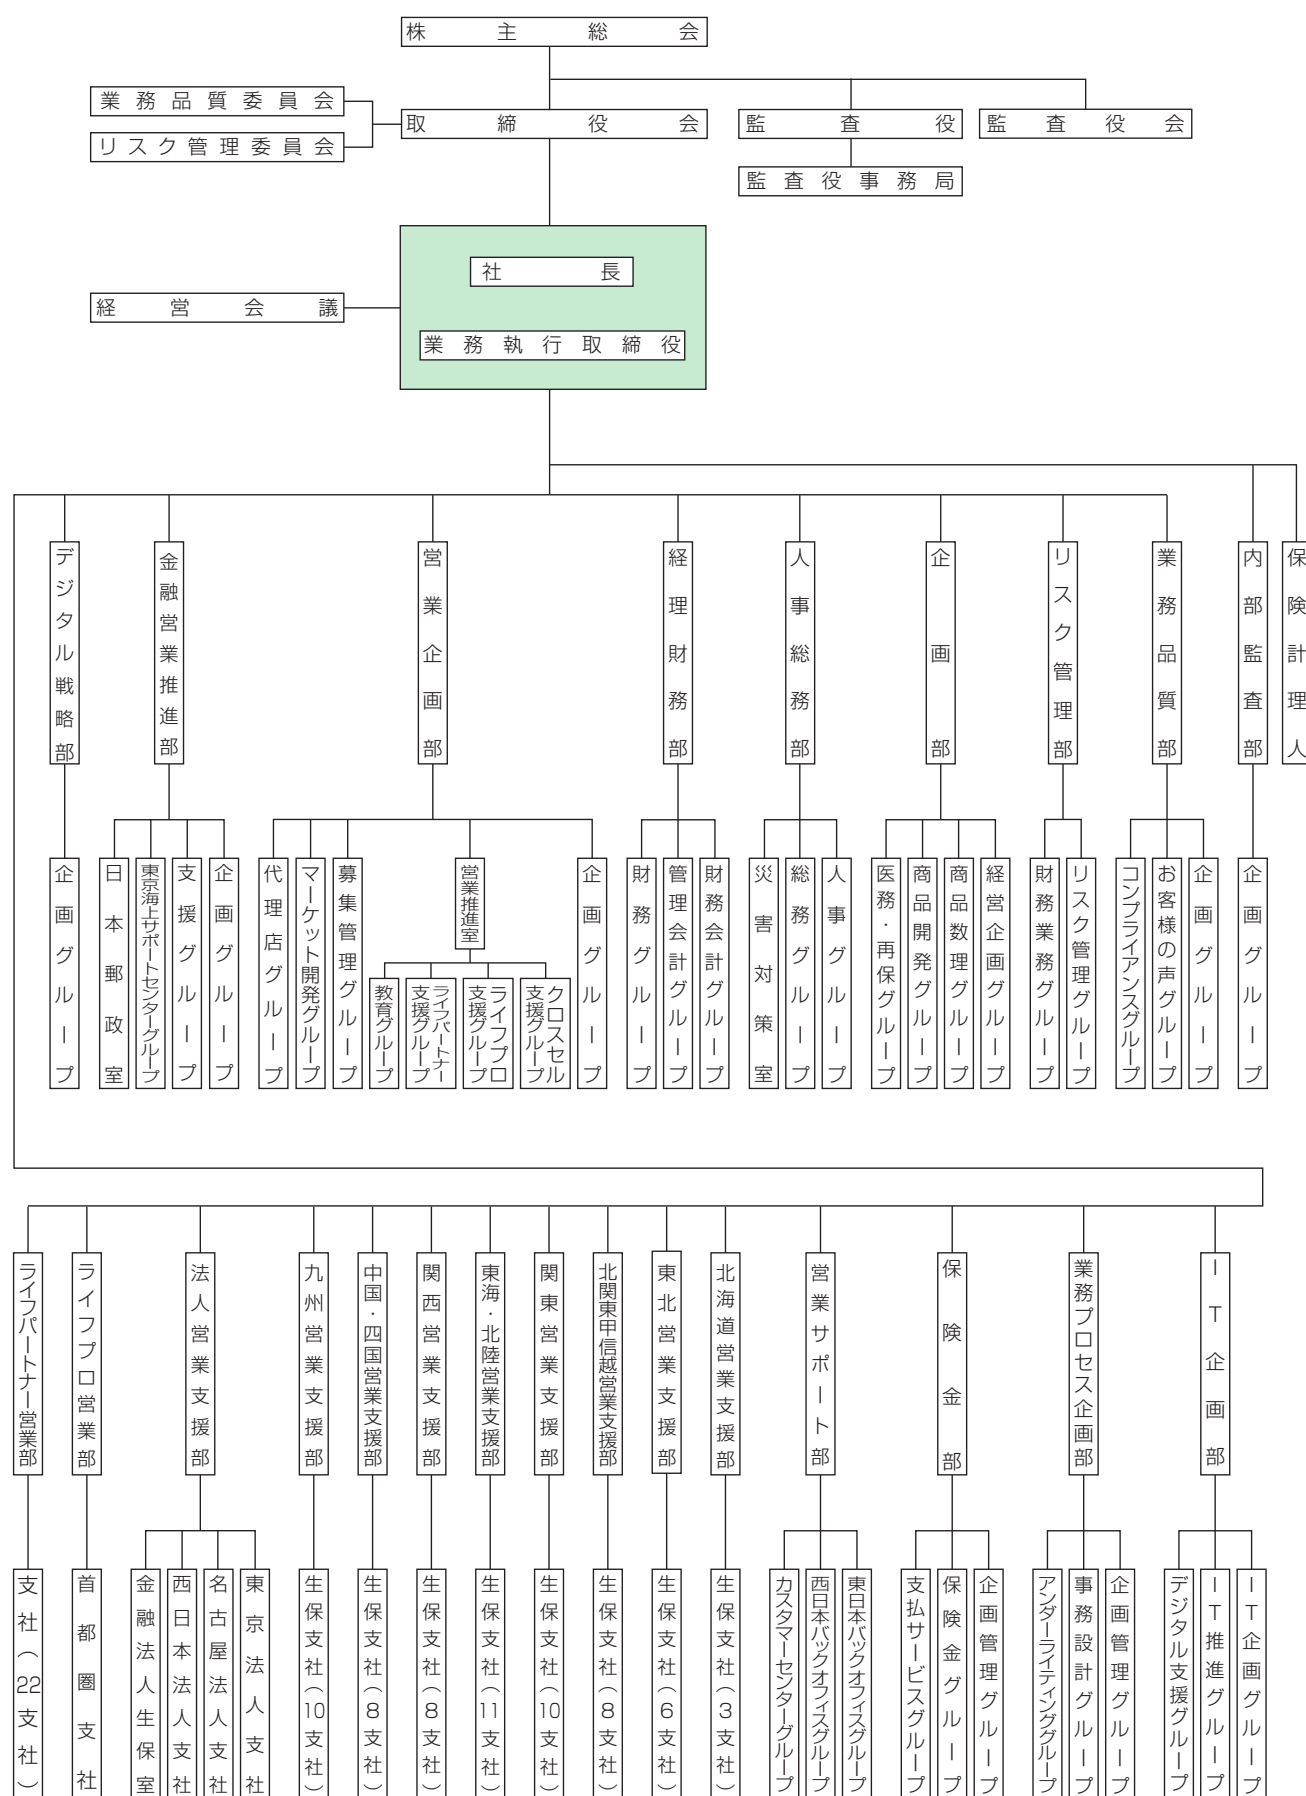 株主総会
業務品質委員会
リスク管理委員会
取締役会
監査役
監査役会
監査役事務局
社長
経営会議
業務執行取締役
デジタル戦略部
金融営業推進部
営業企画部
経理財務部
人事総務部
企画部
リスク管理部
業務品質部
内部監査部
保険計理人
企画グループ
日本郵政室
東京海上サポートセンターグループ
支援グループ
企画グループ
代理店グループ
マーケット開発グループ
募集管理グループ
営業推進室
教育グループ
ライフパートナー
支援グループ
ライフプロ
支援グループ
クロスセル
支援グループ
企画グループ
財務グループ
管理会計グループ
財務会計グループ
災害対策室
総務グループ
人事グループ
医務・再保グループ
商品開発グループ
商品数理グループ
経営企画グループ
財務業務グループ
リスク管理グループ
コンプライアンスグループ
お客様の声グループ
企画グループ
企画グループ
ライフパートナー営業部
ライフプロ営業部
法人営業支援部
九州営業支援部
中国・四国営業支援部
関西営業支援部
東海・北陸営業支援部
関東営業支援部
北関東甲信越営業支援部
東北営業支援部
北海道営業支援部
営業サポート部
保険金部
業務プロセス企画部
IT企画部
支社(22支社)
首都圏支社
金融法人生保室
西日本法人支社
名古屋法人支社
東京法人支社
生保支社(10支社)
生保支社(8支社)
生保支社(8支社)
生保支社(11支社)
生保支社(10支社)
生保支社(8支社)
生保支社(6支社)
生保支社(3支社)
カスタマーセンターグループ
西日本バックオフィスグループ
東日本バックオフィスグループ
支払サービスグループ
保険金グループ
企画管理グループ
アンダーライティンググループ
事務設計グループ
企画管理グループ
デジタル支援グループ
IT推進グループ
IT企画グループ